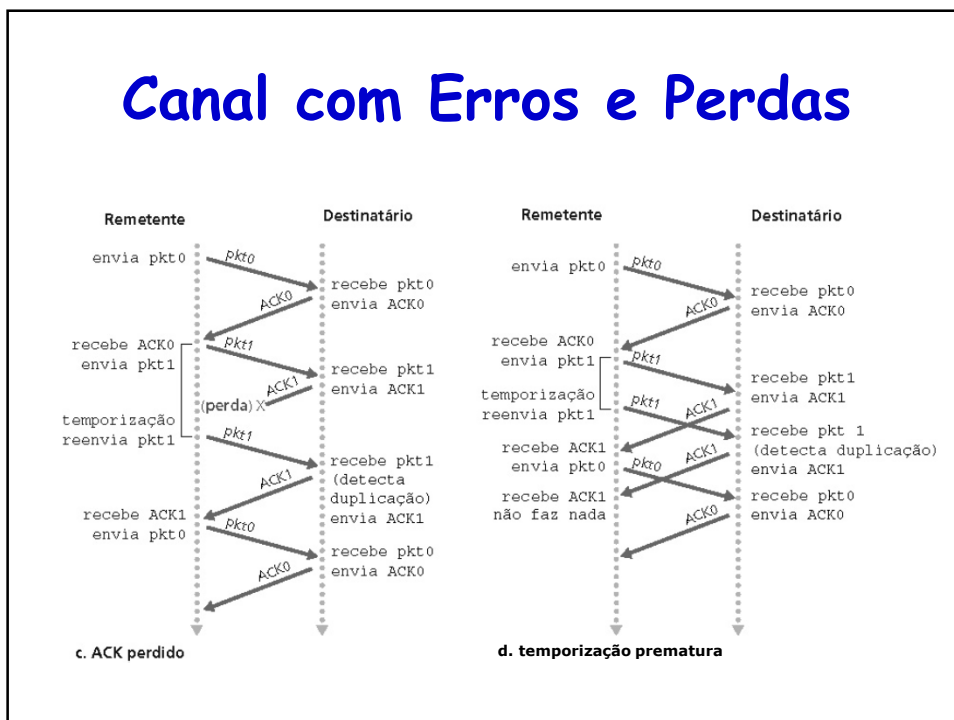 Canal com Erros e Perdas
Remetente
Destinatário
envia pkt0
pkt0
recebe pkt0
envia ACK0
ACK0
recebe ACK0
envia pkt1
pkt1
recebe pkt1
envia ACK1
ACK1
(perda) X
temporização
reenvia pkt1
pkt1
recebe pkt1
(detecta
duplicação)
envia ACK1
ACK1
recebe ACK1
envia pkt0
pkt0
recebe pkt0
envia ACK0
ACK0
c. ACK perdido
Remetente
Destinatário
envia pkt0
pkt0
recebe pkt0
envia ACK0
ACK0
recebe ACK0
envia pkt1
pkt1
recebe pkt1
envia ACK1
temporização
reenvia pkt1
pkt1
ACK1
recebe pkt 1
(detecta duplicação)
envia ACK1
recebe ACK1
envia pkt0
pkt0
ACK1
recebe pkt0
envia ACK0
recebe ACK1
não faz nada
ACK0
d. temporização prematura